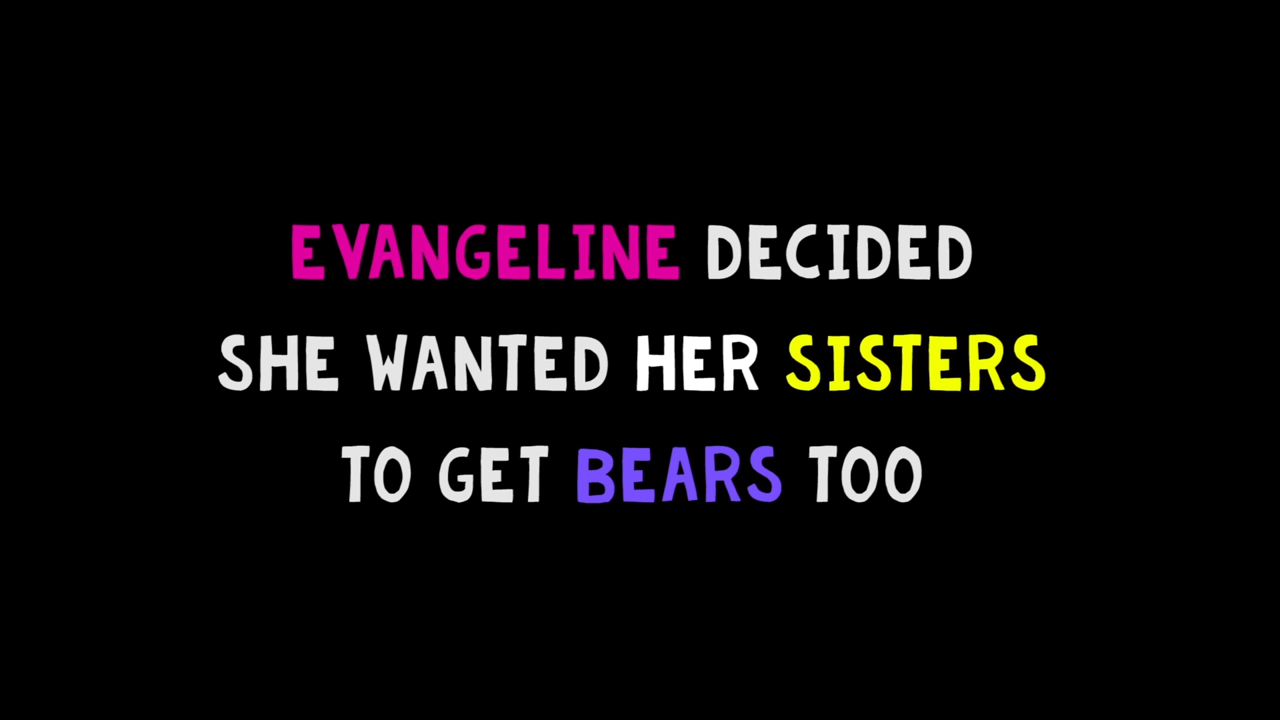 EVANGELINE DECIDED
SHE WANTED HER SISTERS
TO GET BEARS TOO